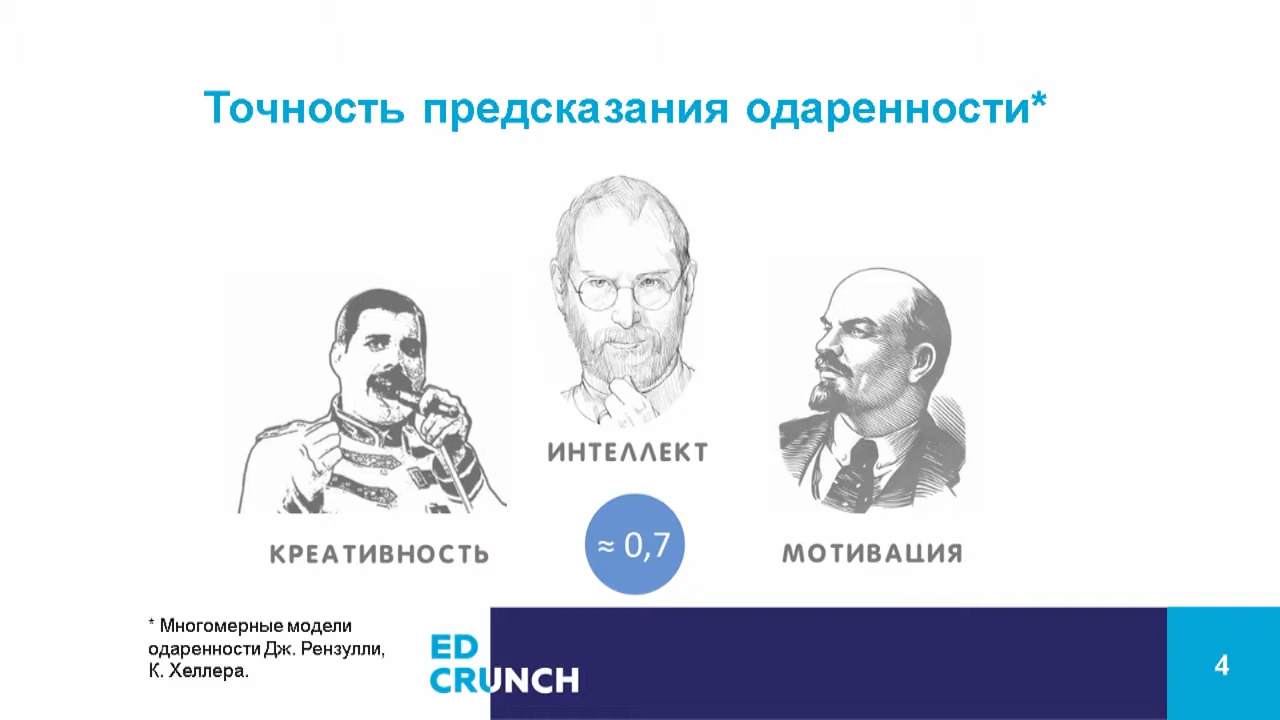 Точность предсказания одаренности*
ИНТЕЛЛЕКТ
≈ 0,7
КРЕАТИВНОСТЬ
МОТИВАЦИЯ
* Многомерные модели
одаренности Дж. Рензулли,
К. Хеллера.
ED
CRUNCH
4